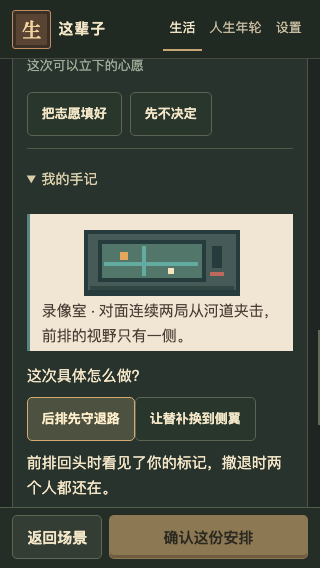 生 这辈子 生活 人生年轮 设置
这次可以立下的心愿
把志愿填好 先不决定
▼ 我的手记
录像室 · 对面连续两局从河道夹击，
前排的视野只有一侧。
这次具体怎么做？
后排先守退路 让替补换到侧翼
前排回头时看见了你的标记，撤退时两
个人都还在。
返回场景 确认这份安排